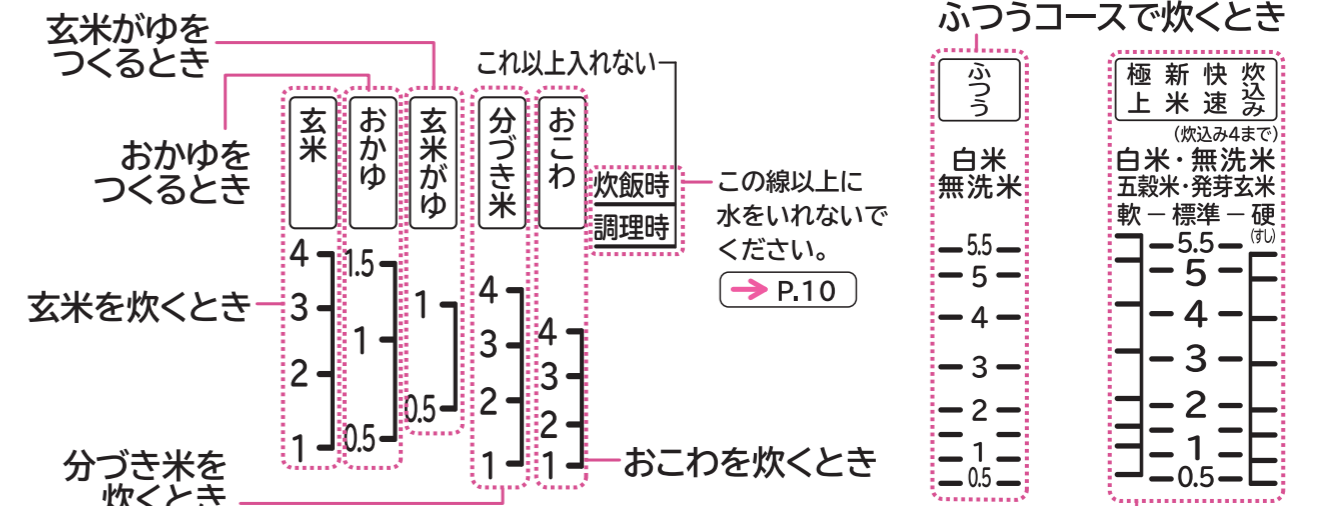 玄米がゆを
つくるとき
おかゆを
つくるとき
玄米を炊くとき
分づき米を
炊くとき
玄米
4
3
2
1
おかゆ
1.5
1
0.5
玄米がゆ
1
0.5
分づき米
4
3
2
1
おこわ
4
3
2
1
おこわを炊くとき
これ以上入れない
炊飯時
調理時
この線以上に
水をいれないで
ください。
→ P.10
ふつうコースで炊くとき
ふつう
白米
無洗米
5.5
5
4
3
2
1
0.5
極上 新米 快速 炊込み
(炊込み4まで)
白米・無洗米
五穀米・発芽玄米
軟 − 標準 − 硬
(すし)
5.5
5
4
3
2
1
0.5